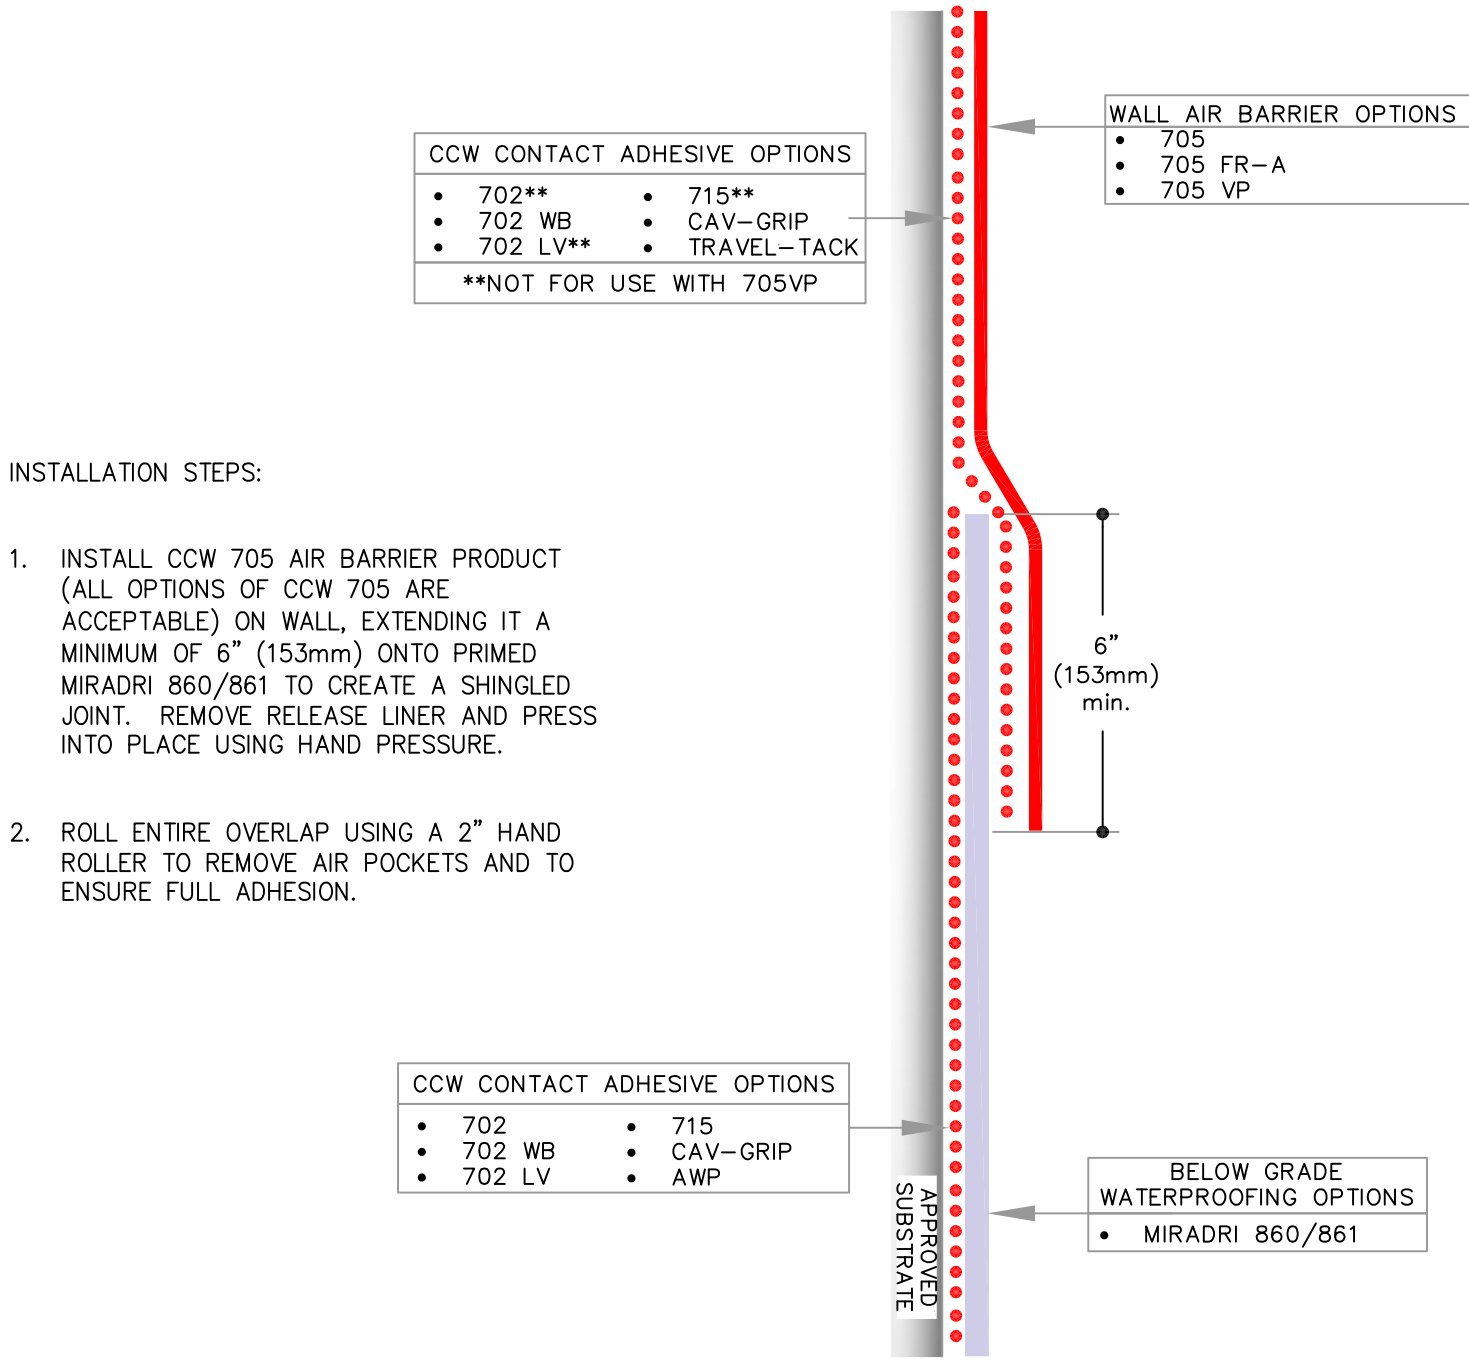 WALL AIR BARRIER OPTIONS
• 705
• 705 FR-A
• 705 VP
CCW CONTACT ADHESIVE OPTIONS
• 702** • 715**
• 702 WB • CAV-GRIP
• 702 LV** • TRAVEL-TACK
**NOT FOR USE WITH 705VP
INSTALLATION STEPS:
1. INSTALL CCW 705 AIR BARRIER PRODUCT
(ALL OPTIONS OF CCW 705 ARE
ACCEPTABLE) ON WALL, EXTENDING IT A
MINIMUM OF 6" (153mm) ONTO PRIMED
MIRADRI 860/861 TO CREATE A SHINGLED
JOINT. REMOVE RELEASE LINER AND PRESS
INTO PLACE USING HAND PRESSURE.
2. ROLL ENTIRE OVERLAP USING A 2" HAND
ROLLER TO REMOVE AIR POCKETS AND TO
ENSURE FULL ADHESION.
6"
(153mm)
min.
CCW CONTACT ADHESIVE OPTIONS
• 702 • 715
• 702 WB • CAV-GRIP
• 702 LV • AWP
APPROVED
SUBSTRATE
BELOW GRADE
WATERPROOFING OPTIONS
• MIRADRI 860/861